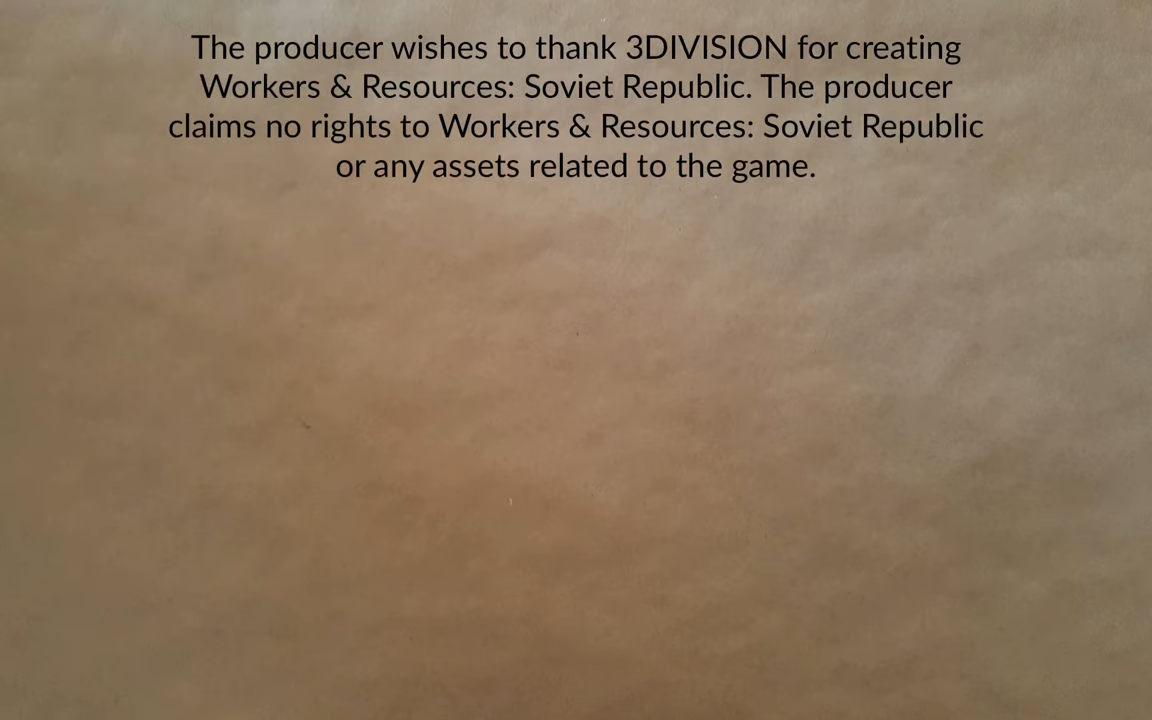 The producer wishes to thank 3DIVISION for creating
Workers & Resources: Soviet Republic. The producer
claims no rights to Workers & Resources: Soviet Republic
or any assets related to the game.